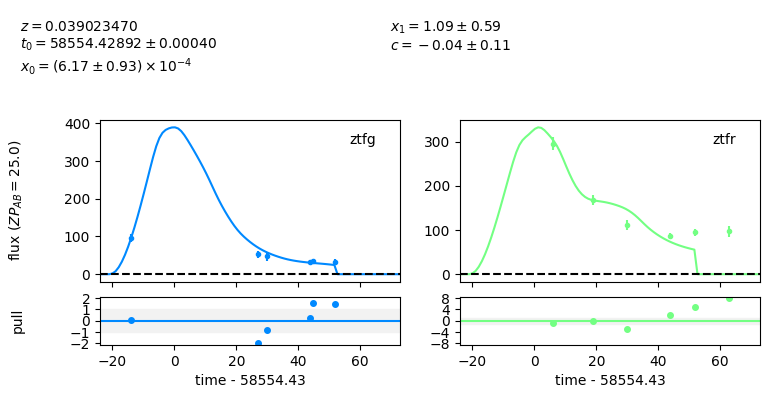 z = 0.039023470
t₀ = 58554.42892 ± 0.00040
x₀ = (6.17 ± 0.93) × 10⁻⁴
x₁ = 1.09 ± 0.59
c = −0.04 ± 0.11
flux (ZP_AB = 25.0)
400
300
200
100
0
ztfg
300
200
100
0
ztfr
pull
2
1
0
−1
−2
−20 0 20 40 60
time - 58554.43
8
4
0
−4
−8
−20 0 20 40 60
time - 58554.43